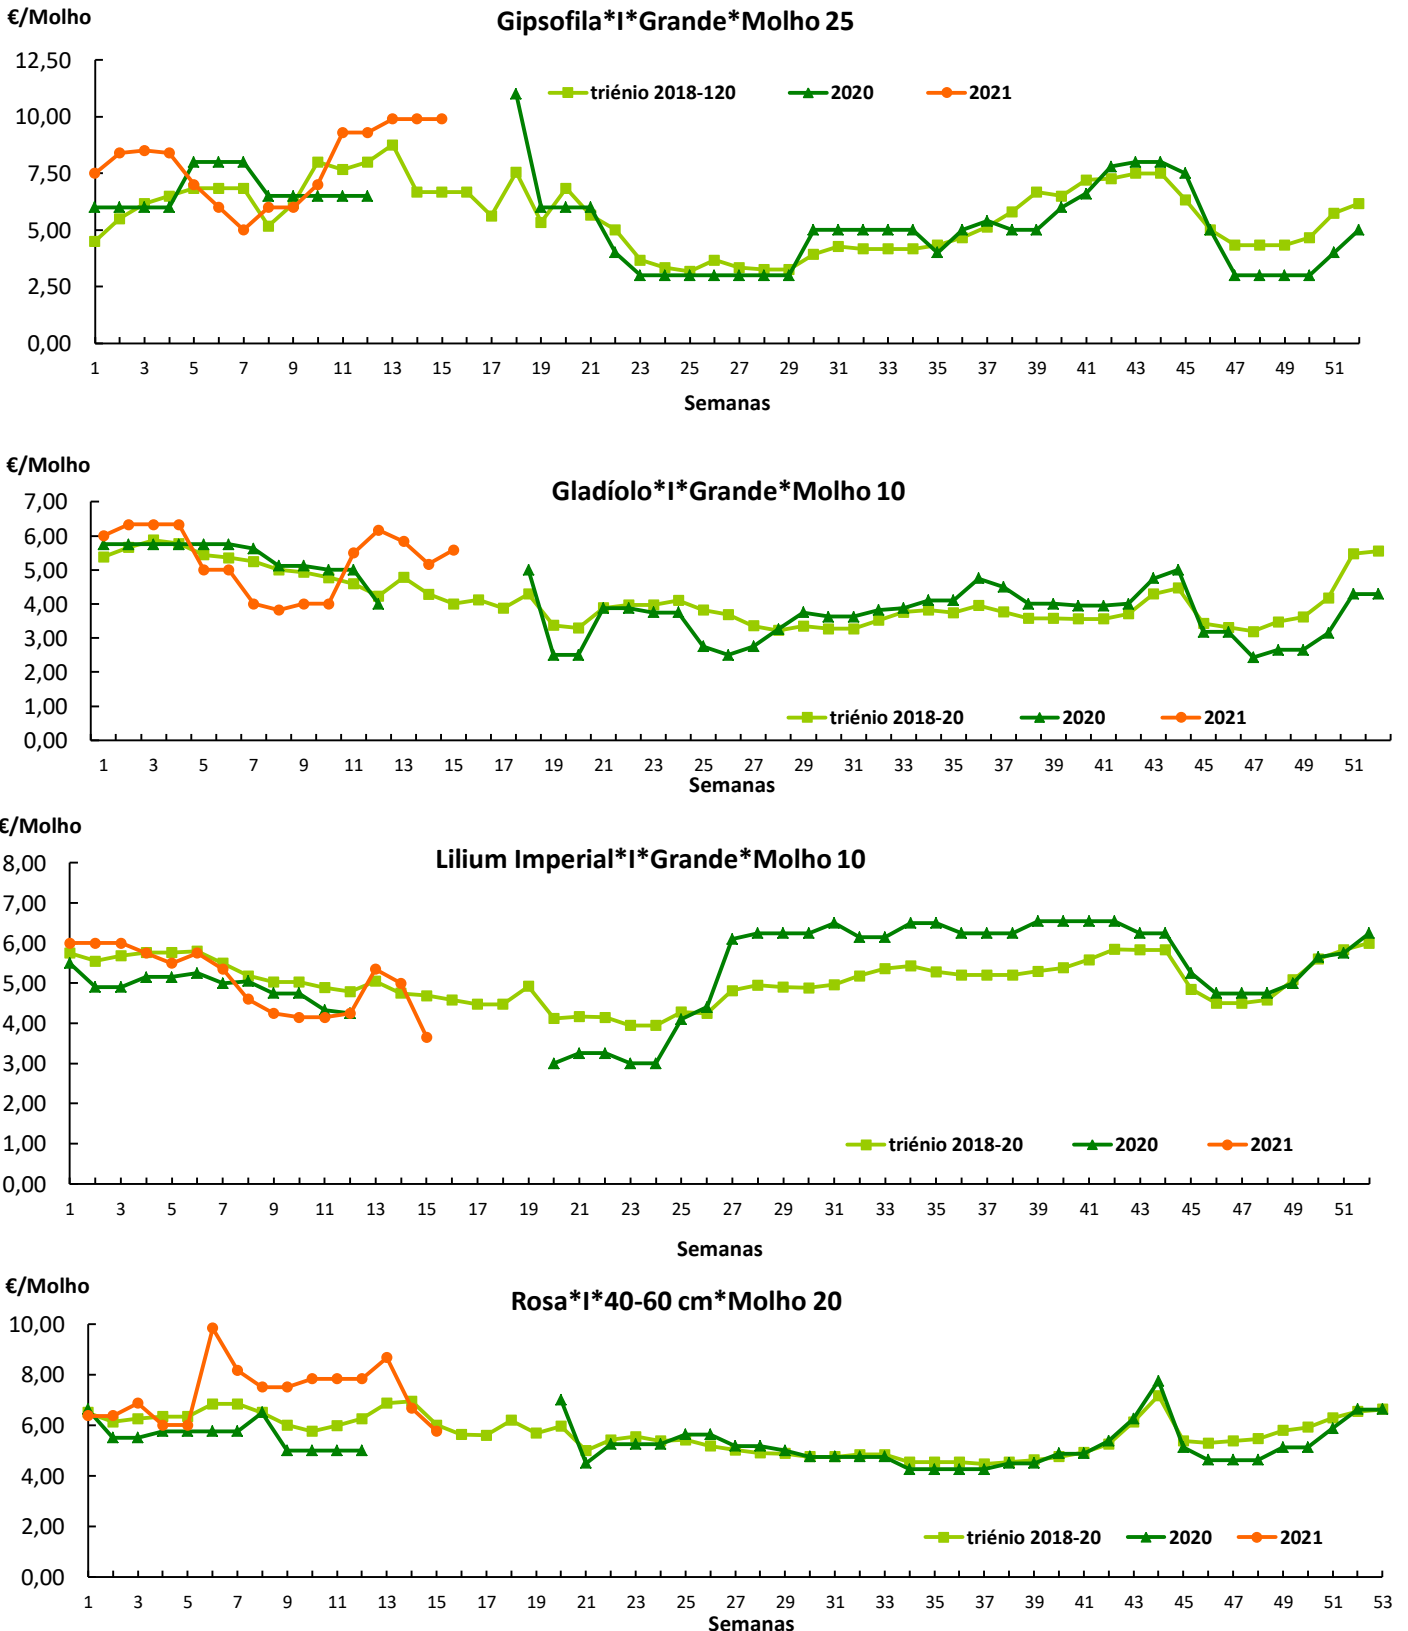 €/Molho
Gipsofila*I*Grande*Molho 25
12,50
triénio 2018-120 2020 2021
10,00
7,50
5,00
2,50
0,00
1 3 5 7 9 11 13 15 17 19 21 23 25 27 29 31 33 35 37 39 41 43 45 47 49 51
Semanas
€/Molho
Gladíolo*I*Grande*Molho 10
7,00
6,00
5,00
4,00
3,00
2,00
1,00
triénio 2018-20 2020 2021
0,00
1 3 5 7 9 11 13 15 17 19 21 23 25 27 29 31 33 35 37 39 41 43 45 47 49 51
Semanas
€/Molho
Lilium Imperial*I*Grande*Molho 10
8,00
7,00
6,00
5,00
4,00
3,00
2,00
1,00
triénio 2018-20 2020 2021
0,00
1 3 5 7 9 11 13 15 17 19 21 23 25 27 29 31 33 35 37 39 41 43 45 47 49 51
Semanas
€/Molho
Rosa*I*40-60 cm*Molho 20
10,00
8,00
6,00
4,00
2,00
triénio 2018-20 2020 2021
0,00
1 3 5 7 9 11 13 15 17 19 21 23 25 27 29 31 33 35 37 39 41 43 45 47 49 51 53
Semanas